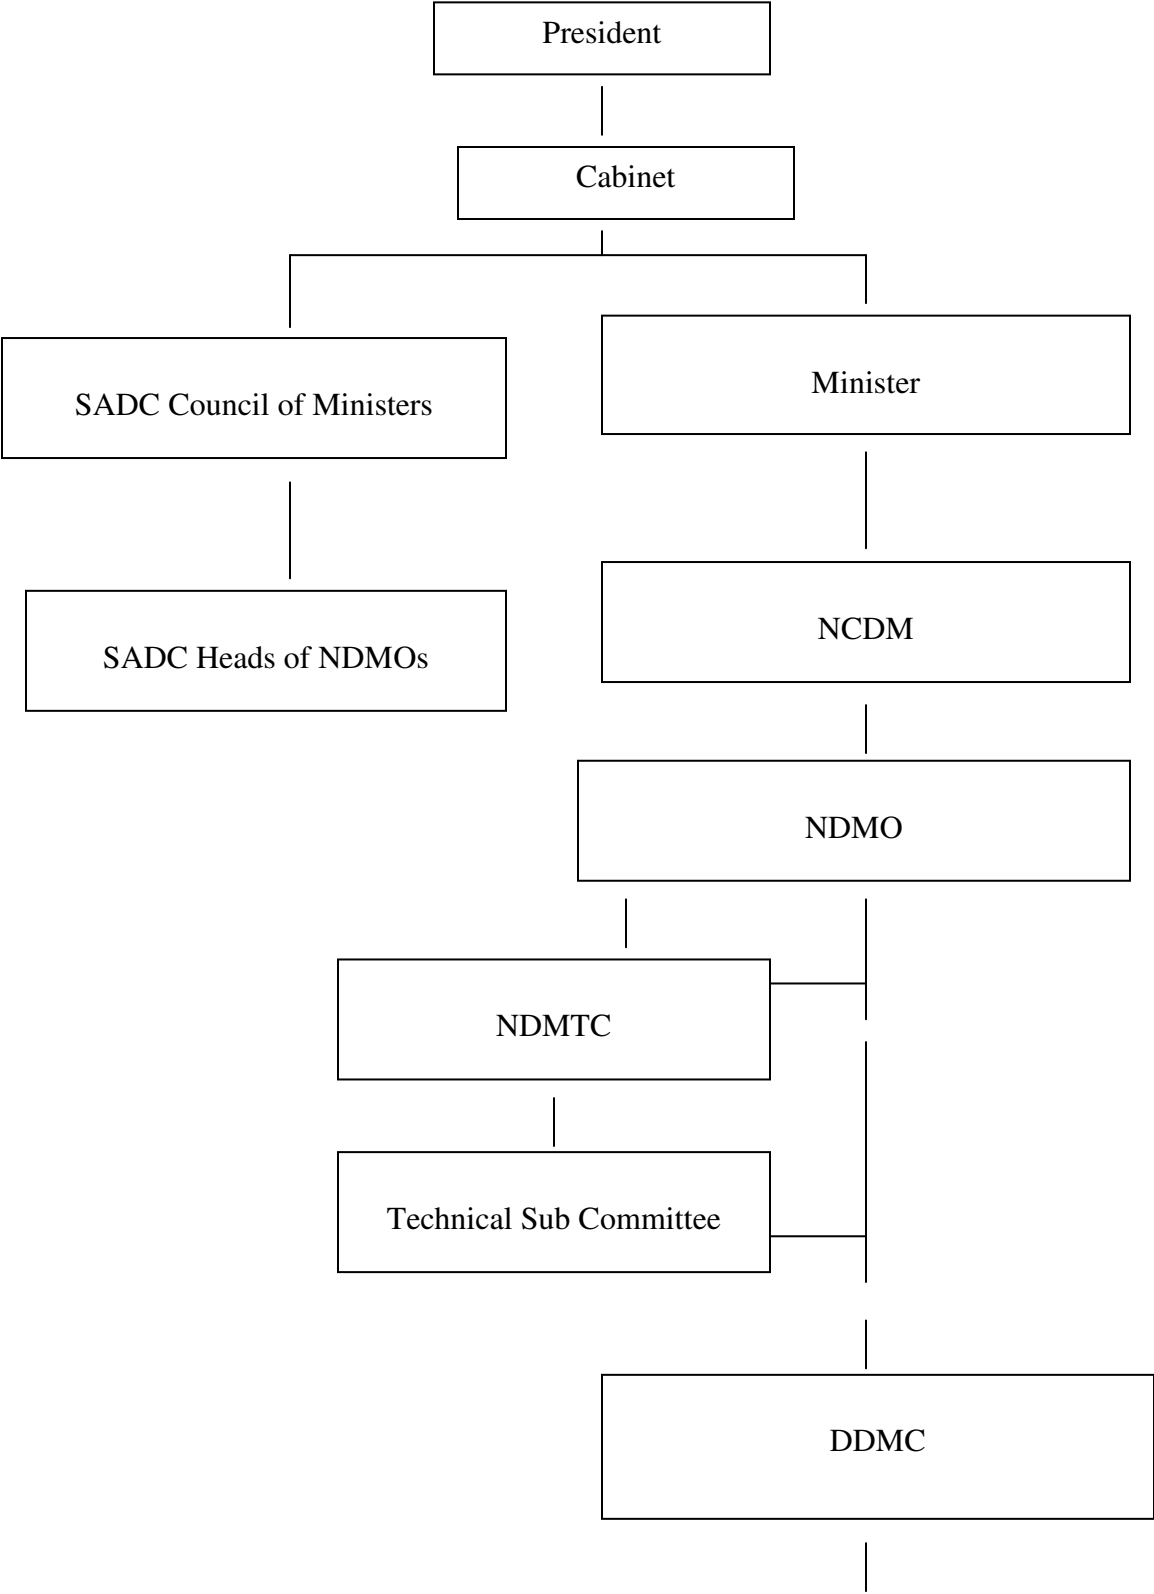 President
Cabinet
SADC Council of Ministers
Minister
SADC Heads of NDMOs
NCDM
NDMO
NDMTC
Technical Sub Committee
DDMC